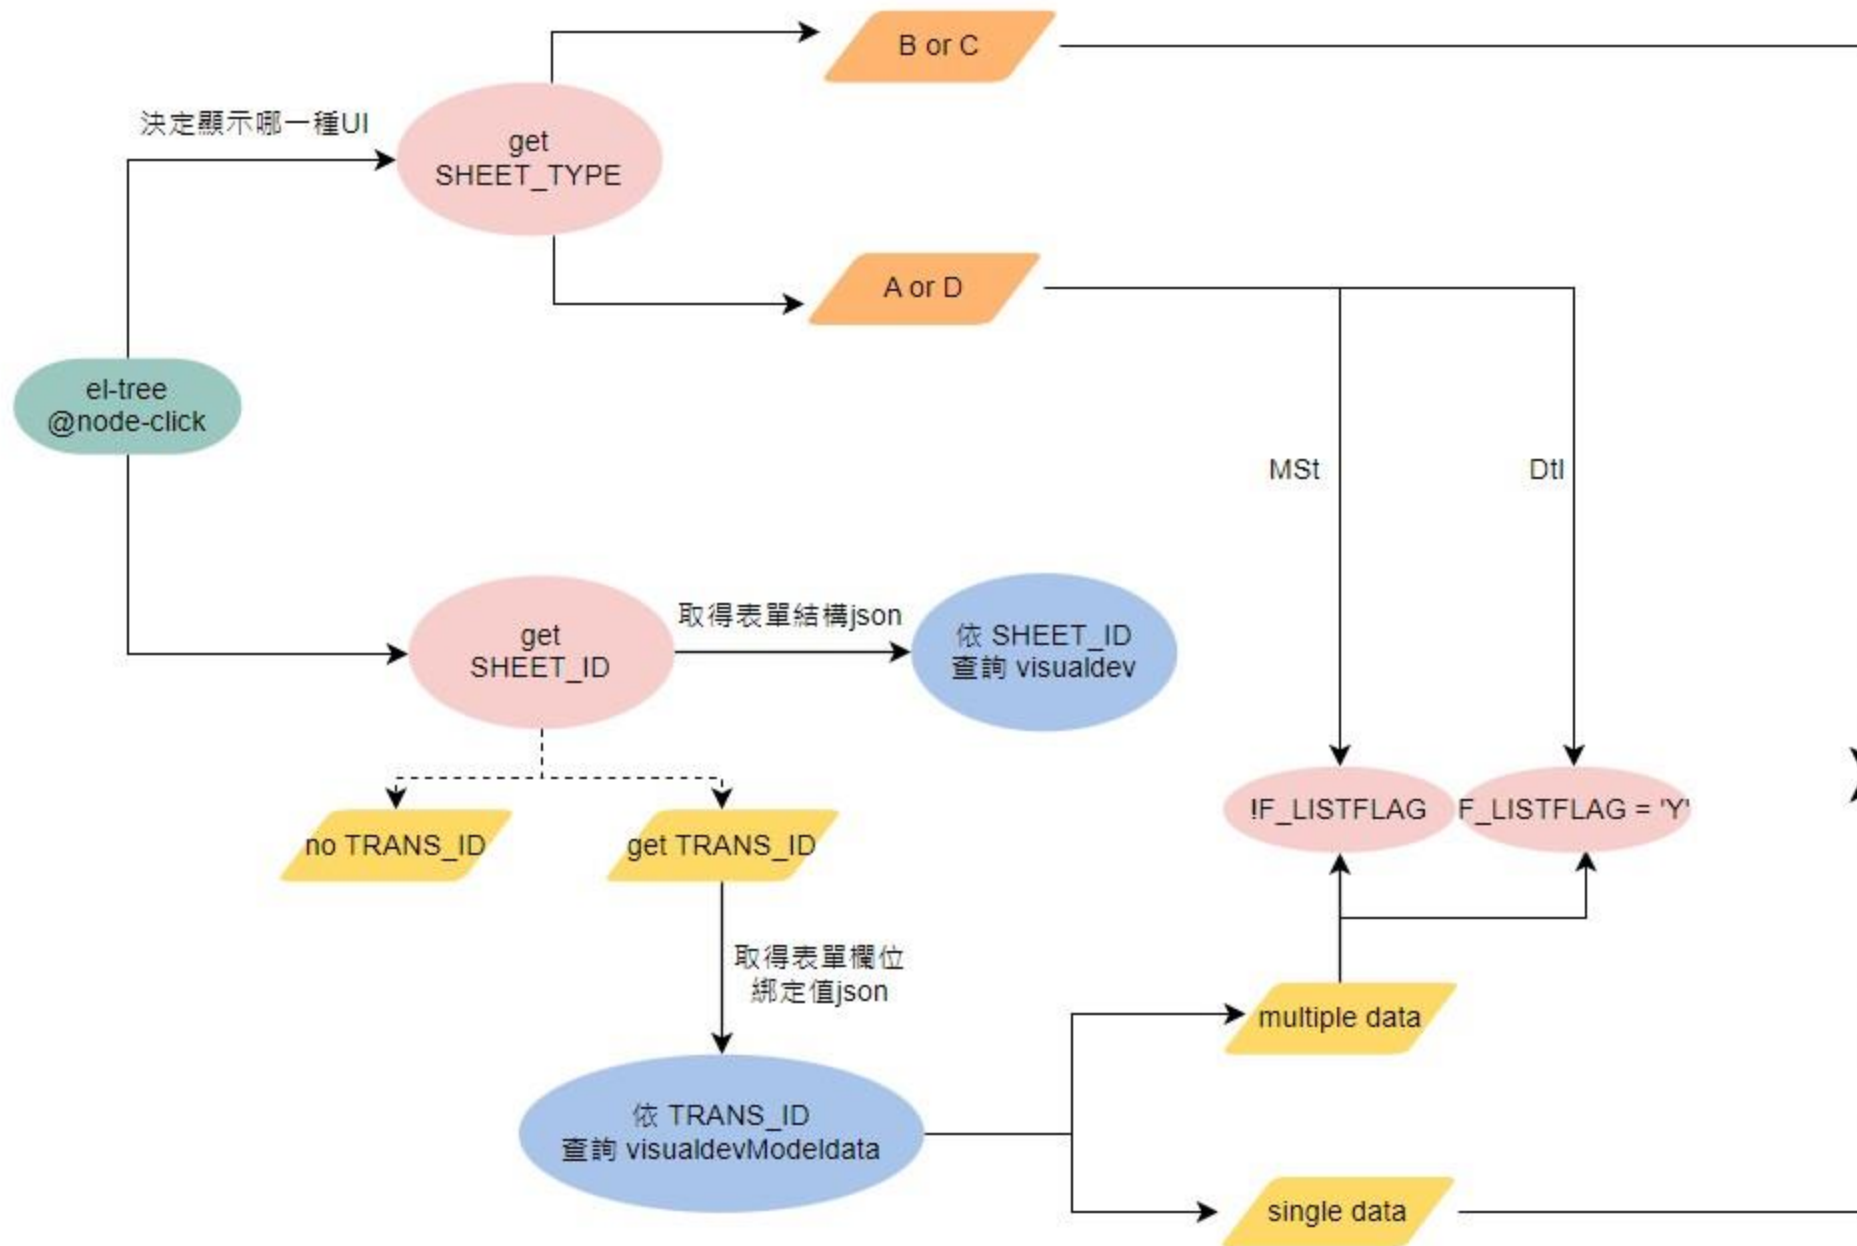 B or C
決定顯示哪一種UI
get
SHEET_TYPE
A or D
el-tree
@node-click
MSt
Dtl
get
SHEET_ID
取得表單結構json
依 SHEET_ID
查詢 visualdev
!F_LISTFLAG
F_LISTFLAG = 'Y'
no TRANS_ID
get TRANS_ID
取得表單欄位
綁定值json
multiple data
依 TRANS_ID
查詢 visualdevModeldata
single data